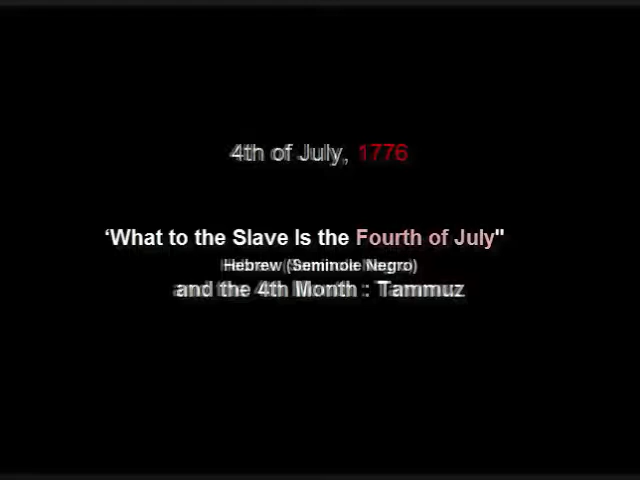 4th of July, 1776
‘What to the Slave Is the Fourth of July"
Hebrew (Seminole Negro)
and the 4th Month : Tammuz